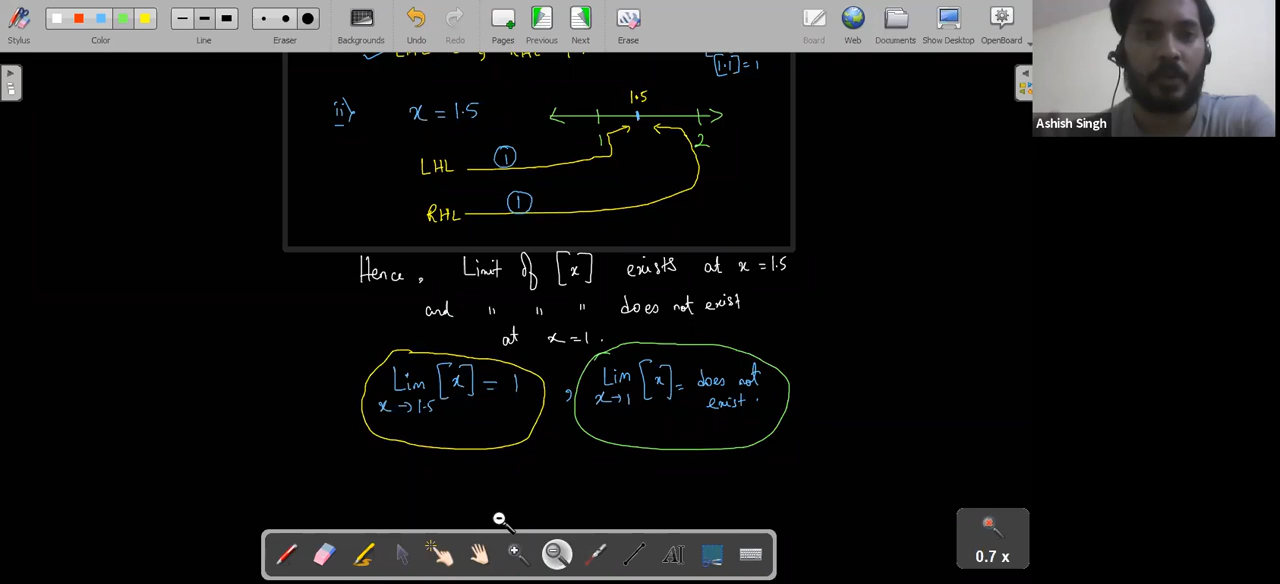 Stylus Color Line Eraser Backgrounds Undo Redo Pages Previous Next Erase Board Web Documents Show Desktop OpenBoard
Ashish Singh
[1.1]=1
ii) x = 1.5
1.5
1 2
LHL 1
RHL 1
Hence, Limit of [x] exists at x = 1.5
and " " " does not exist
at x = 1.
Lim [x] = 1 , Lim [x] = does not
x → 1.5 x → 1 exist.
0.7 x